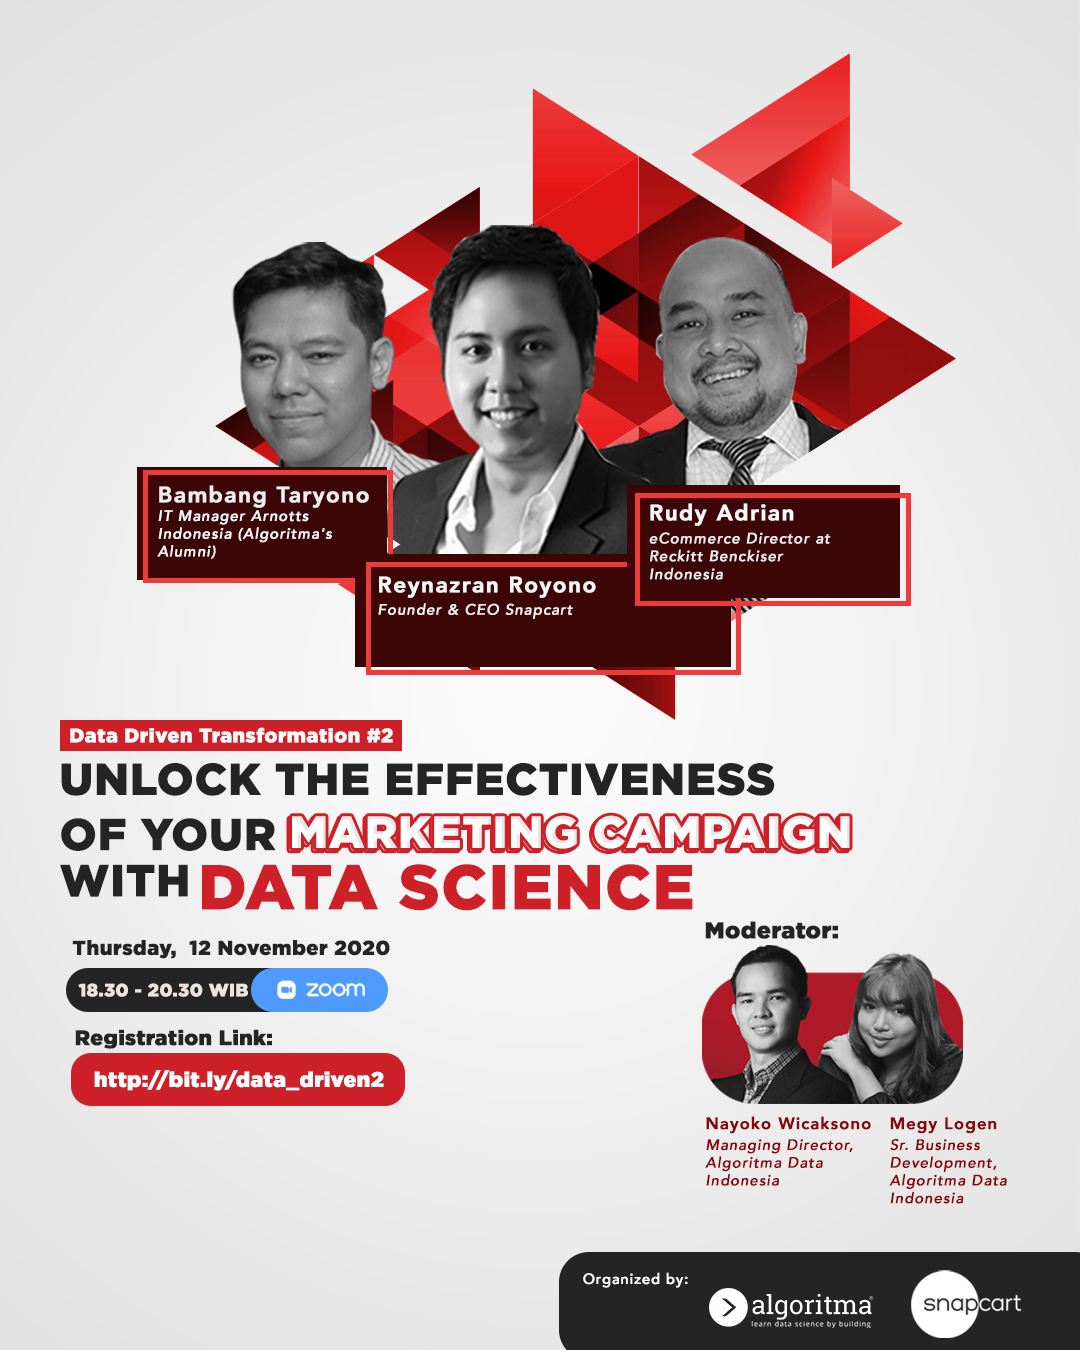 Bambang Taryono
IT Manager Arnotts
Indonesia (Algoritma's
Alumni)
Reynazran Royono
Founder & CEO Snapcart
Rudy Adrian
eCommerce Director at
Reckitt Benckiser
Indonesia
Data Driven Transformation #2
UNLOCK THE EFFECTIVENESS
OF YOUR MARKETING CAMPAIGN
WITH DATA SCIENCE
Thursday, 12 November 2020
18.30 - 20.30 WIB zoom
Registration Link:
http://bit.ly/data_driven2
Moderator:
Nayoko Wicaksono
Managing Director,
Algoritma Data
Indonesia
Megy Logen
Sr. Business
Development,
Algoritma Data
Indonesia
Organized by:
algoritma®
learn data science by building
snapcart